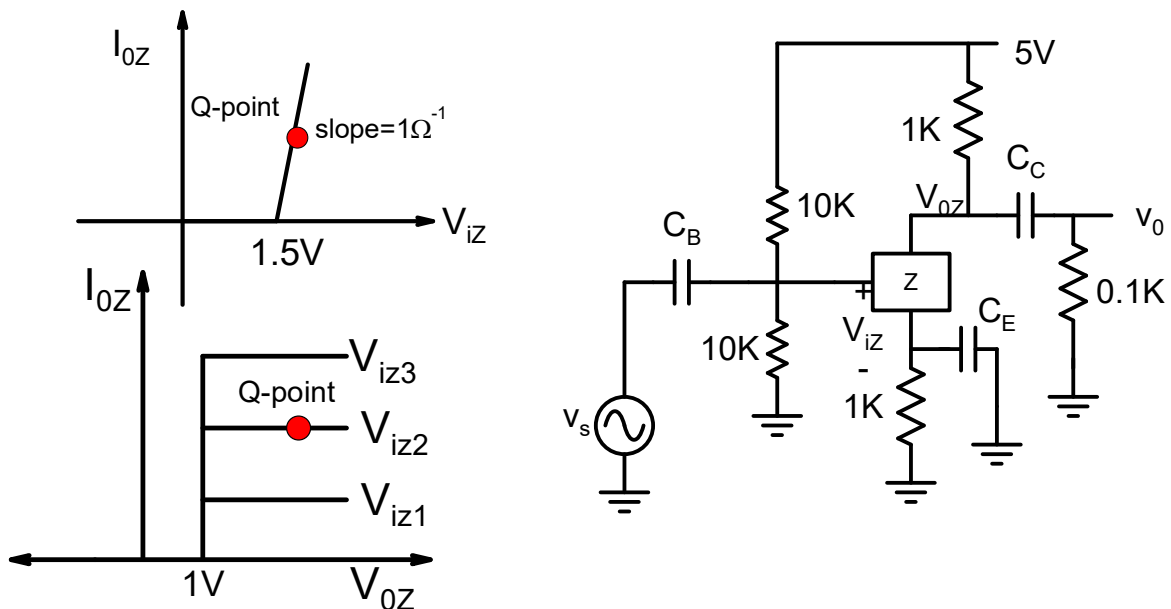 I0Z
Q-point
slope=1Ω-1
1.5V
ViZ
I0Z
Viz3
Q-point
Viz2
Viz1
1V
V0Z
5V
1K
CC
V0Z
v0
10K
CB
Z
+
0.1K
CE
10K
ViZ
-
1K
vs